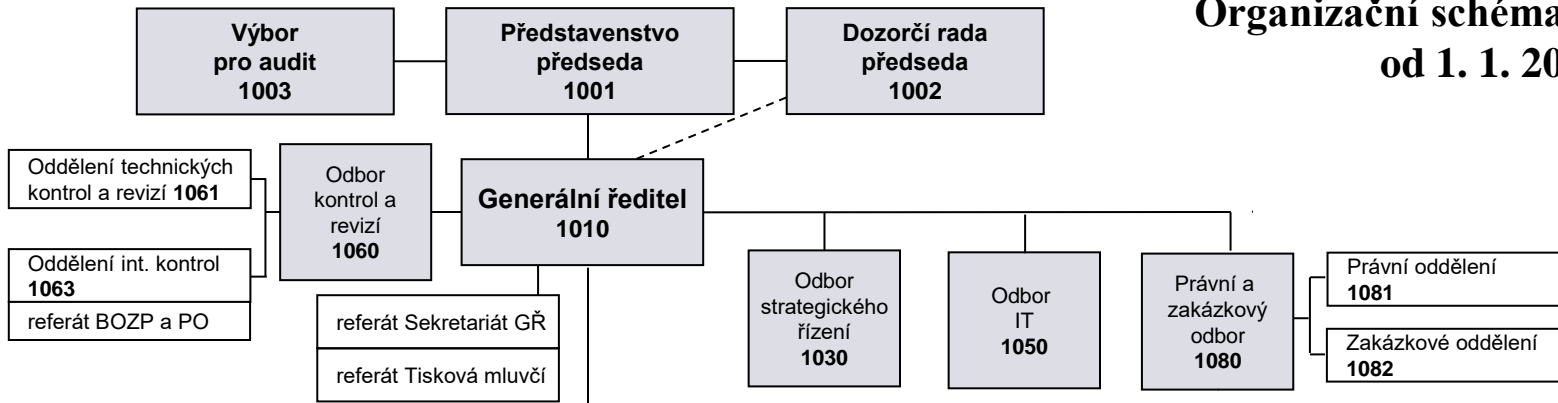 Organizační schéma
od 1. 1. 20
Výbor
pro audit
1003
Představenstvo
předseda
1001
Dozorčí rada
předseda
1002
Oddělení technických
kontrol a revizí 1061
Oddělení int. kontrol
1063
referát BOZP a PO
Odbor
kontrol a
revizí
1060
Generální ředitel
1010
referát Sekretariát GŘ
referát Tisková mluvčí
Odbor
strategického
řízení
1030
Odbor
IT
1050
Právní a
zakázkový
odbor
1080
Právní oddělení
1081
Zakázkové oddělení
1082